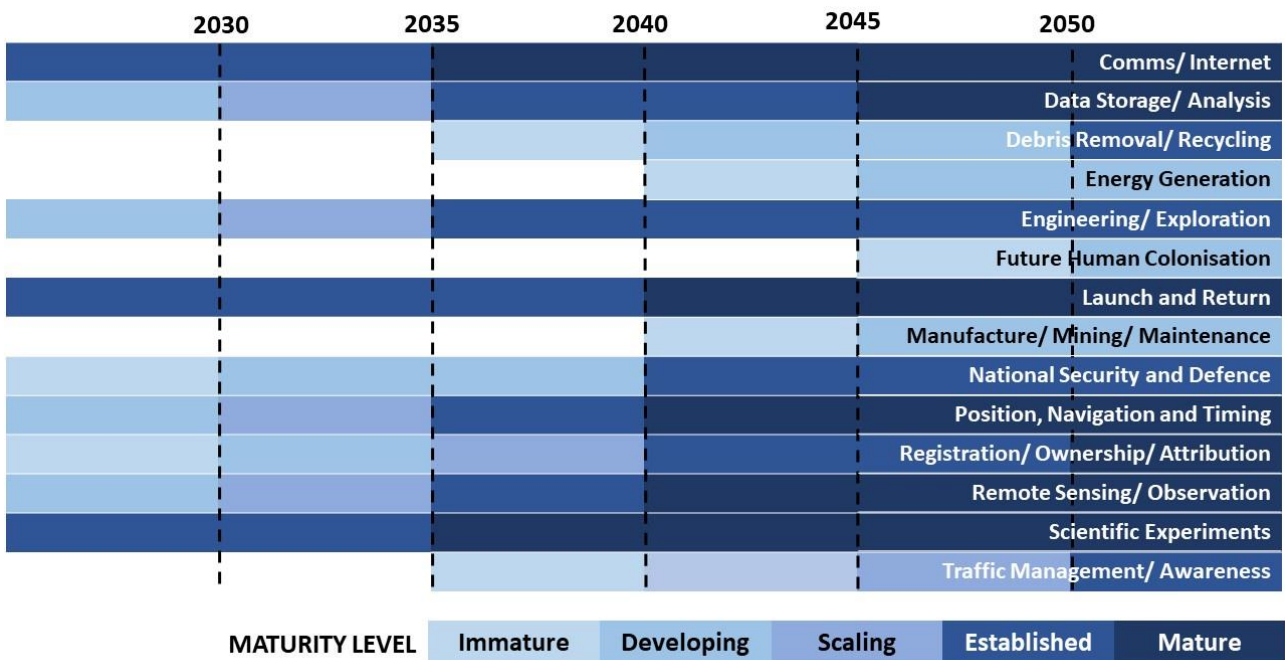 2030 2035 2040 2045 2050
Comms/ Internet
Data Storage/ Analysis
Debris Removal/ Recycling
Energy Generation
Engineering/ Exploration
Future Human Colonisation
Launch and Return
Manufacture/ Mining/ Maintenance
National Security and Defence
Position, Navigation and Timing
Registration/ Ownership/ Attribution
Remote Sensing/ Observation
Scientific Experiments
Traffic Management/ Awareness
MATURITY LEVEL Immature Developing Scaling Established Mature